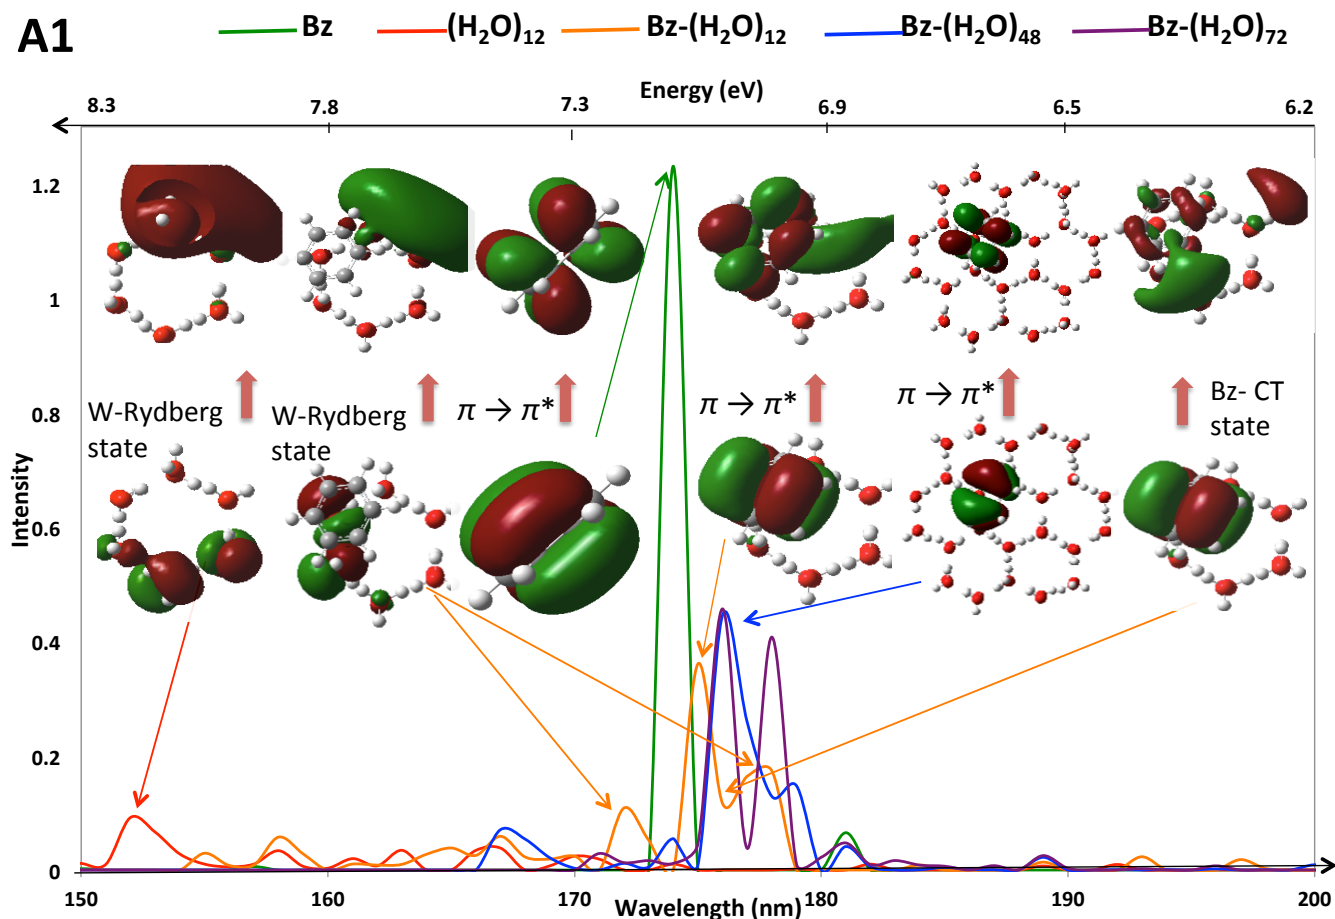 A1
Bz (H₂O)₁₂ Bz-(H₂O)₁₂ Bz-(H₂O)₄₈ Bz-(H₂O)₇₂
Energy (eV)
8.3 7.8 7.3 6.9 6.5 6.2
1.2
1
0.8
0.6
0.4
0.2
0
Intensity
W-Rydberg
state
W-Rydberg
state
π → π*
π → π*
π → π*
Bz- CT
state
150 160 170 180 190 200
Wavelength (nm)